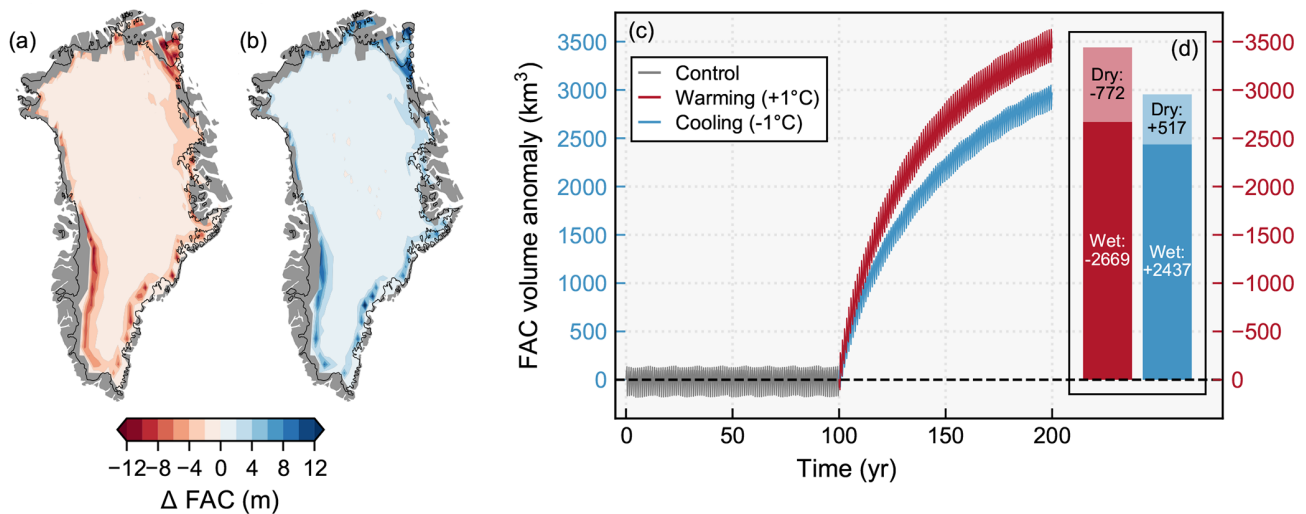 (a)
(b)
−12 −8 −4 0 4 8 12
Δ FAC (m)
(c)
(d)
Control
Warming (+1°C)
Cooling (-1°C)
FAC volume anomaly (km³)
3500
3000
2500
2000
1500
1000
500
0
0 50 100 150 200
Time (yr)
Dry:
-772
Wet:
-2669
Dry:
+517
Wet:
+2437
−3500
−3000
−2500
−2000
−1500
−1000
−500
0